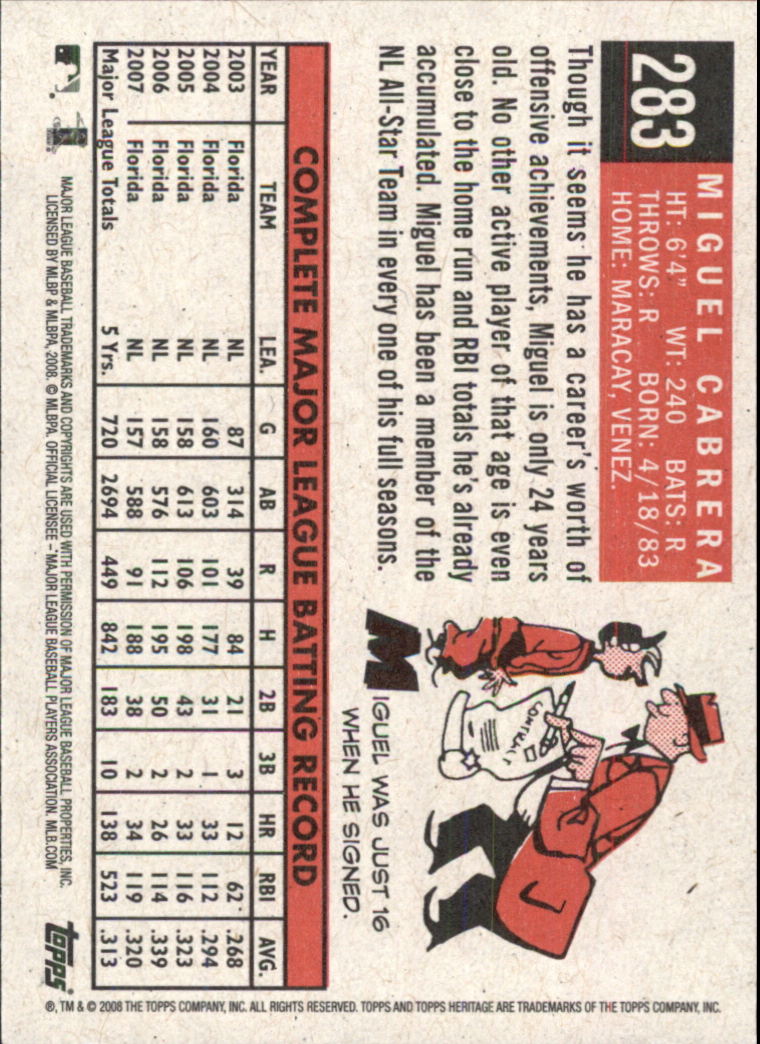 283
MIGUEL CABRERA
HT: 6'4" WT: 240 BATS: R
THROWS: R BORN: 4/18/83
HOME: MARACAY, VENEZ.
Though it seems he has a career's worth of
offensive achievements, Miguel is only 24 years
old. No other active player of that age is even
close to the home run and RBI totals he's already
accumulated. Miguel has been a member of the
NL All-Star Team in every one of his full seasons.
CONTRACT
MIGUEL WAS JUST 16
WHEN HE SIGNED.
COMPLETE MAJOR LEAGUE BATTING RECORD
YEAR TEAM LEA. G AB R H 2B 3B HR RBI AVG.
2003 Florida NL 87 314 39 84 21 3 12 62 .268
2004 Florida NL 160 603 101 177 31 1 33 112 .294
2005 Florida NL 158 613 106 198 43 2 33 116 .323
2006 Florida NL 158 576 112 195 50 2 26 114 .339
2007 Florida NL 157 588 91 188 38 2 34 119 .320
Major League Totals 5 Yrs. 720 2694 449 842 183 10 138 523 .313
MAJOR LEAGUE BASEBALL TRADEMARKS AND COPYRIGHTS ARE USED WITH PERMISSION OF MAJOR LEAGUE BASEBALL PROPERTIES, INC.
LICENSED BY MLBP & MLBPA, 2008. © MLBPA. OFFICIAL LICENSEE – MAJOR LEAGUE BASEBALL PLAYERS ASSOCIATION. MLB.COM
topps®
®, TM & © 2008 THE TOPPS COMPANY, INC. ALL RIGHTS RESERVED. TOPPS AND TOPPS HERITAGE ARE TRADEMARKS OF THE TOPPS COMPANY, INC.